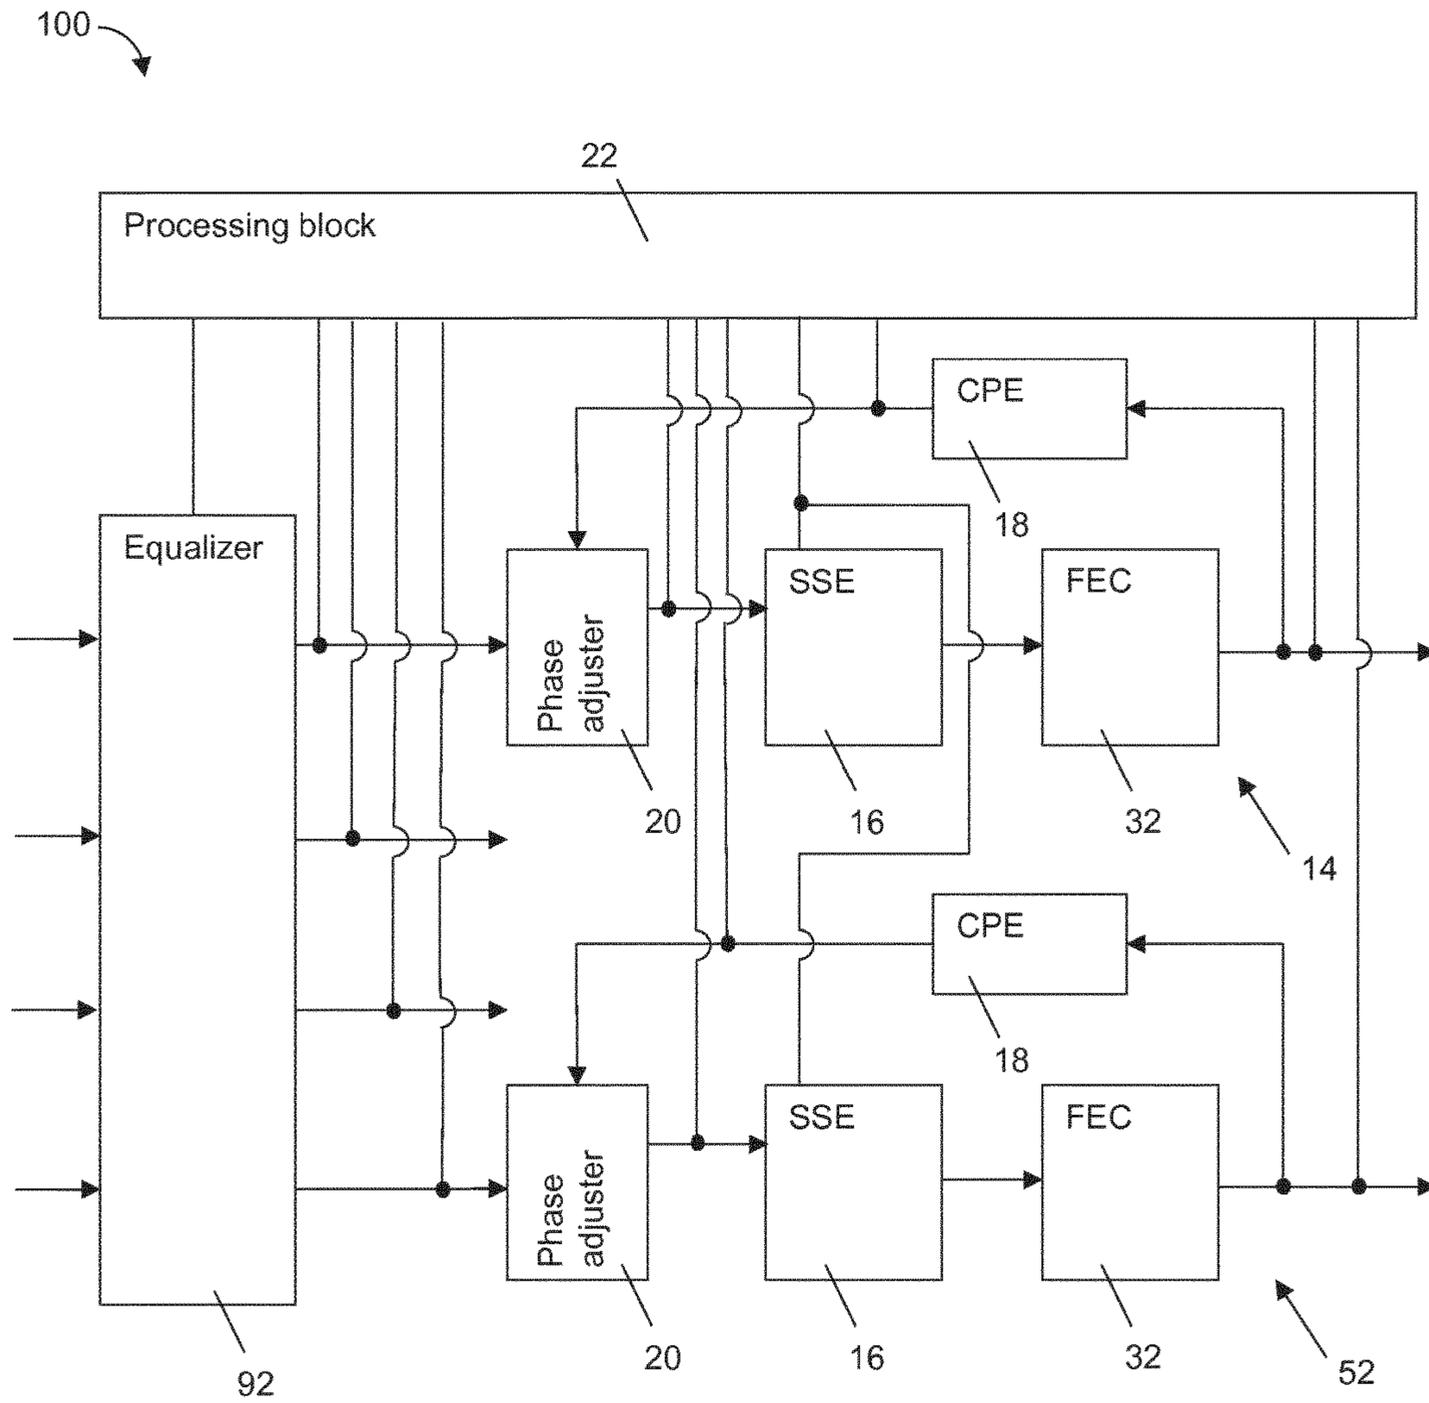 100
22
Processing block
CPE
18
Equalizer
Phase
adjuster
SSE
FEC
20
16
32
14
CPE
18
Phase
adjuster
SSE
FEC
20
16
32
52
92